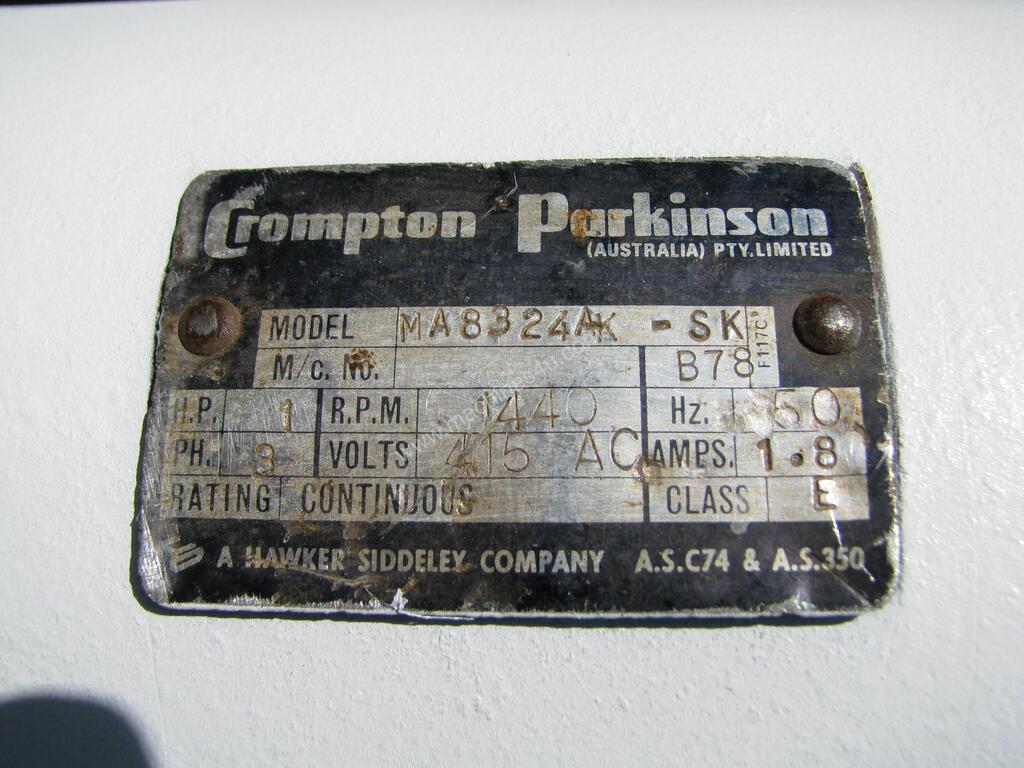 Crompton Parkinson
(AUSTRALIA) PTY. LIMITED
MODEL MA8324AK - SK F117C
M/c. No. B78
H.P. 1 R.P.M. 1440 Hz. 50
PH. 3 VOLTS 415 AC AMPS. 1.8
RATING CONTINUOUS CLASS E
A HAWKER SIDDELEY COMPANY A.S.C74 & A.S.350